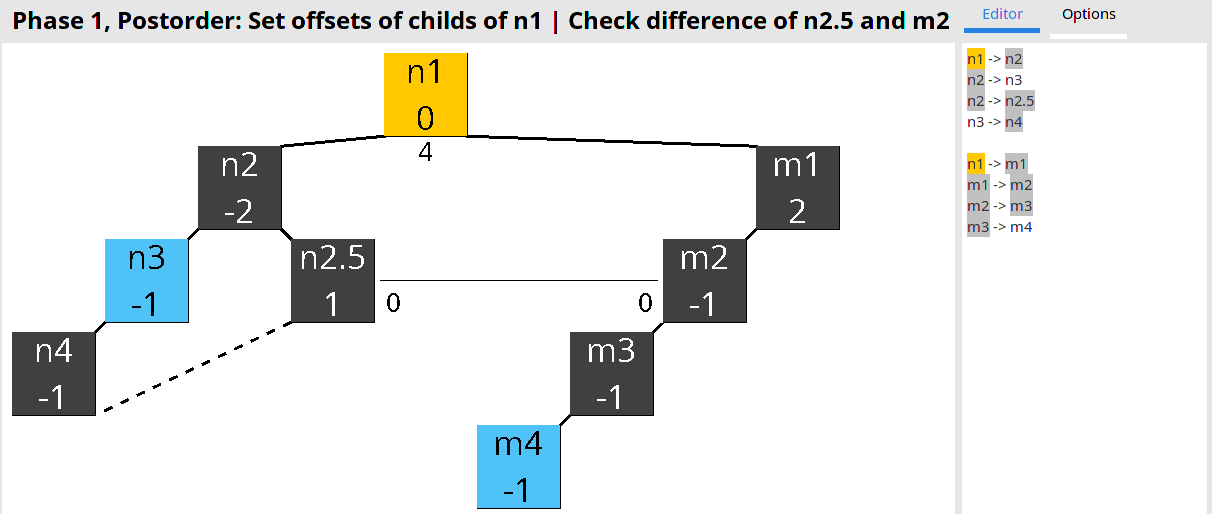 Phase 1, Postorder: Set offsets of childs of n1 | Check difference of n2.5 and m2
Editor
Options
n1
0
4
n2
-2
m1
2
n3
-1
n2.5
1
0
0
m2
-1
n4
-1
m3
-1
m4
-1
n1 -> n2
n2 -> n3
n2 -> n2.5
n3 -> n4
n1 -> m1
m1 -> m2
m2 -> m3
m3 -> m4